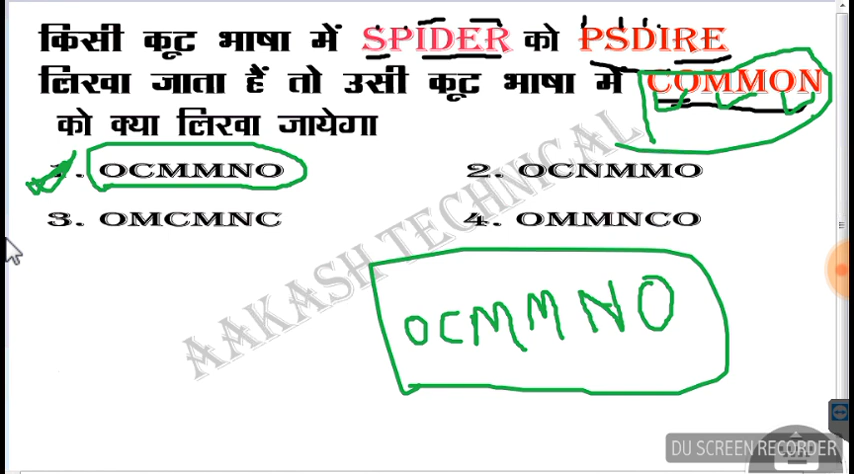 किसी कूट भाषा में SPIDER को PSDIRE
लिखा जाता हैं तो उसी कूट भाषा में COMMON
को क्या लिखा जायेगा
1. OCMMNO 2. OCNMMO
3. OMCMNC 4. OMMNCO
OCMMNO
AAKASH TECHNICAL
DU SCREEN RECORDER